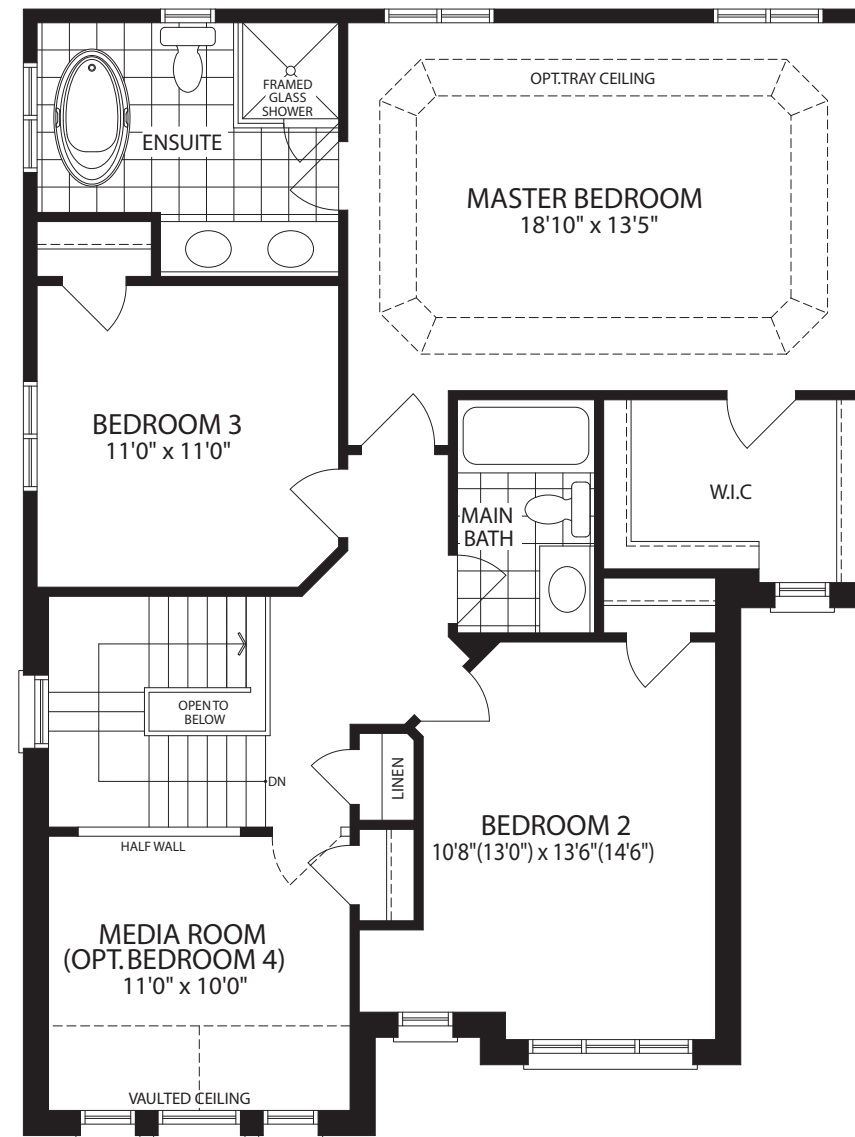 OPT.TRAY CEILING
FRAMED
GLASS
SHOWER
ENSUITE
MASTER BEDROOM
18'10" x 13'5"
BEDROOM 3
11'0" x 11'0"
W.I.C
MAIN
BATH
OPEN TO
BELOW
DN
LINEN
BEDROOM 2
10'8"(13'0") x 13'6"(14'6")
HALF WALL
MEDIA ROOM
(OPT.BEDROOM 4)
11'0" x 10'0"
VAULTED CEILING